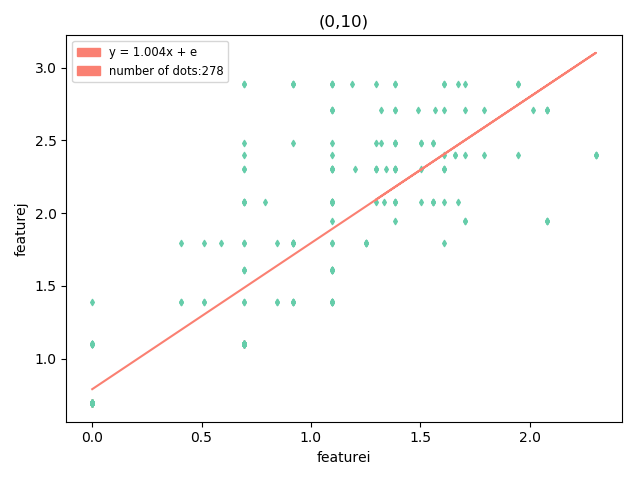 (0,10)
y = 1.004x + e
number of dots:278
3.0
2.5
2.0
1.5
1.0
featurej
0.0 0.5 1.0 1.5 2.0
featurei